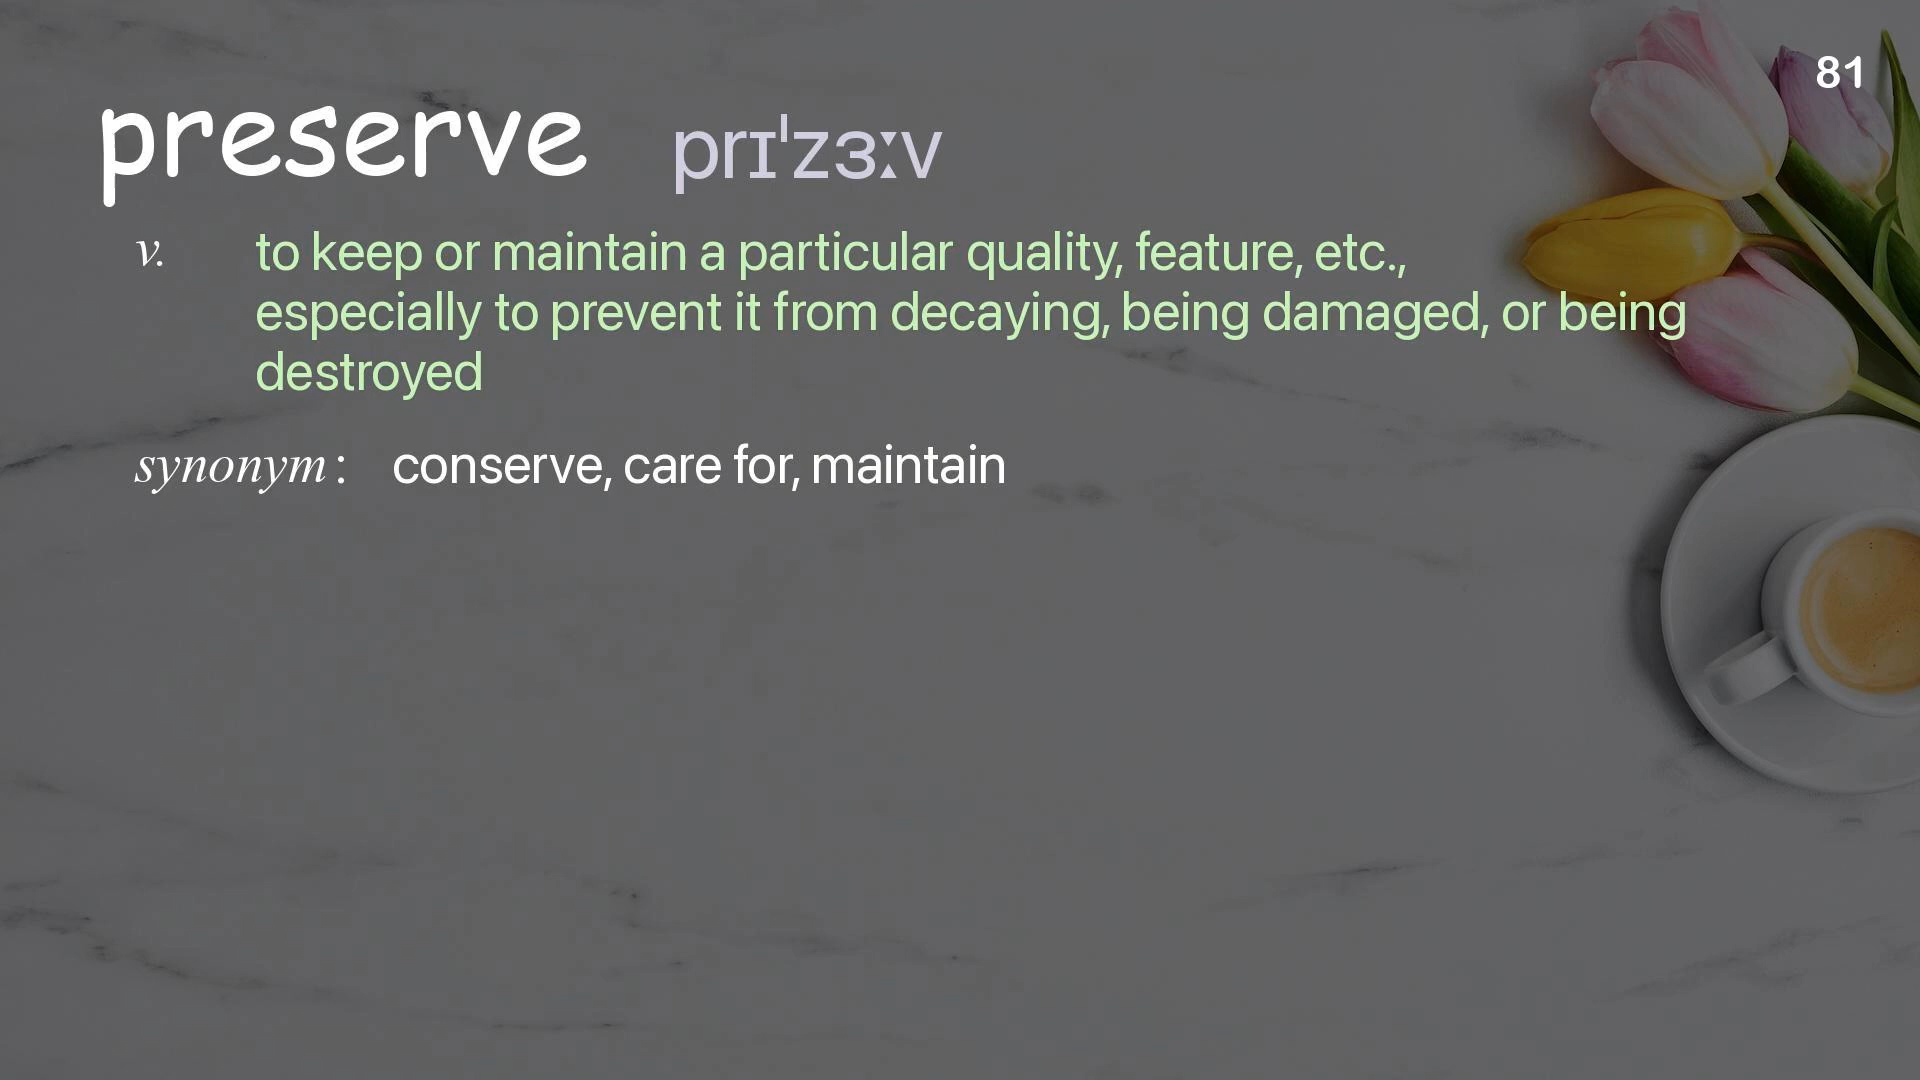 81
preserve prɪˈzɜːv
v. to keep or maintain a particular quality, feature, etc.,
especially to prevent it from decaying, being damaged, or being
destroyed
synonym : conserve, care for, maintain